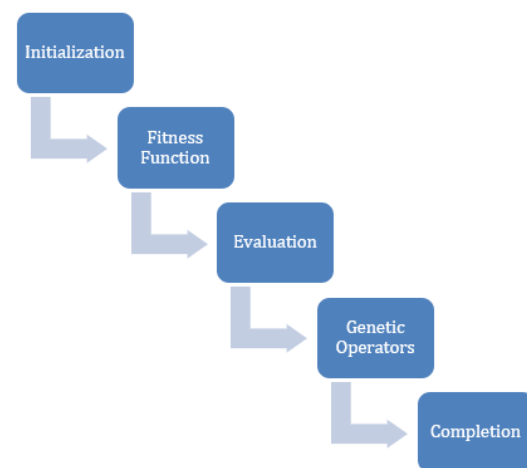 Initialization
Fitness
Function
Evaluation
Genetic
Operators
Completion